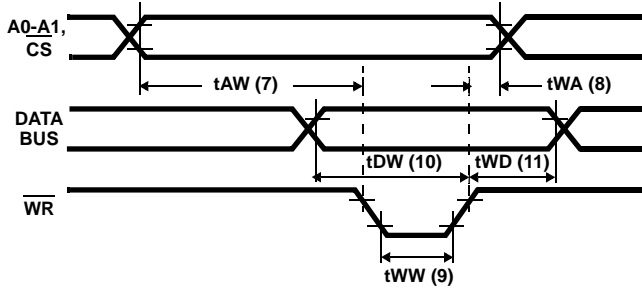 A0-A1,
CS
tAW (7)
tWA (8)
DATA
BUS
tDW (10)
tWD (11)
WR
tWW (9)